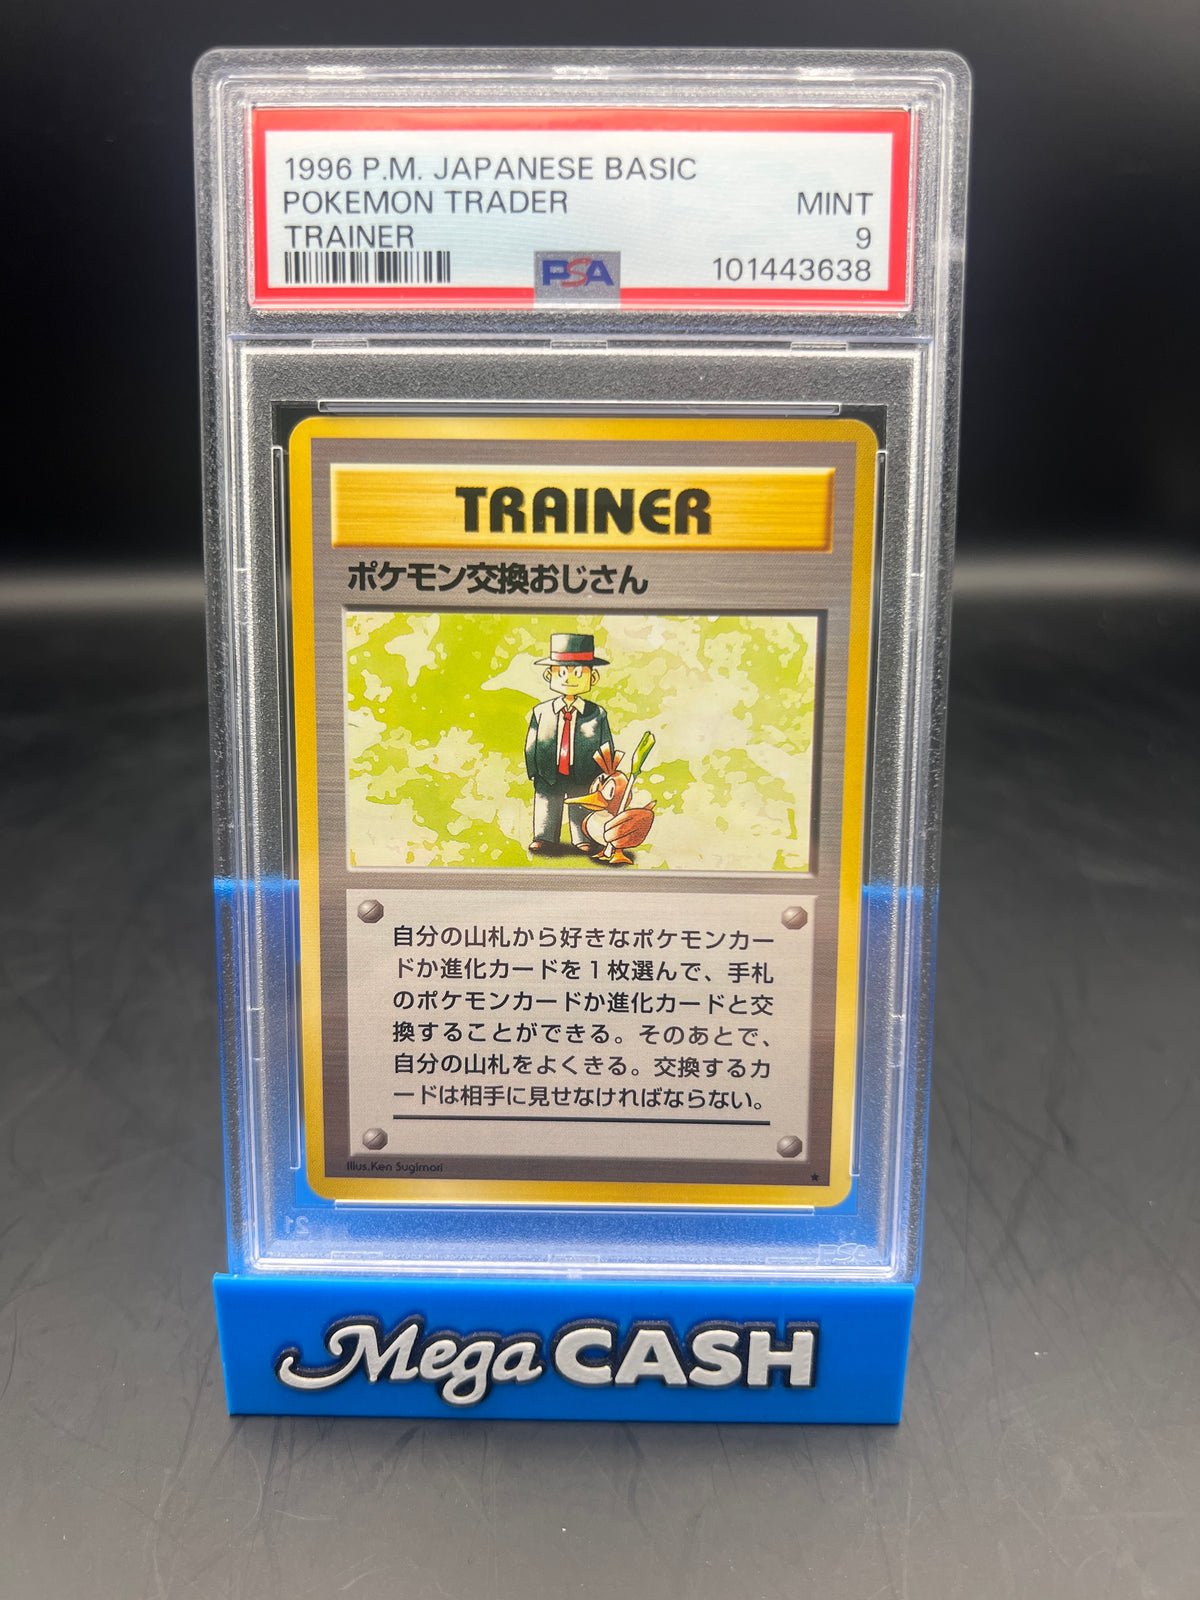 1996 P.M. JAPANESE BASIC
POKEMON TRADER
MINT
TRAINER
9
PSA
101443638
TRAINER
ポケモン交換おじさん
自分の山札から好きなポケモンカー
ドか進化カードを1枚選んで、手札
のポケモンカードか進化カードと交
換することができる。そのあとで、
自分の山札をよくきる。交換するカ
ードは相手に見せなければならない。
Illus.Ken Sugimori
★
PSA
Mega CASH